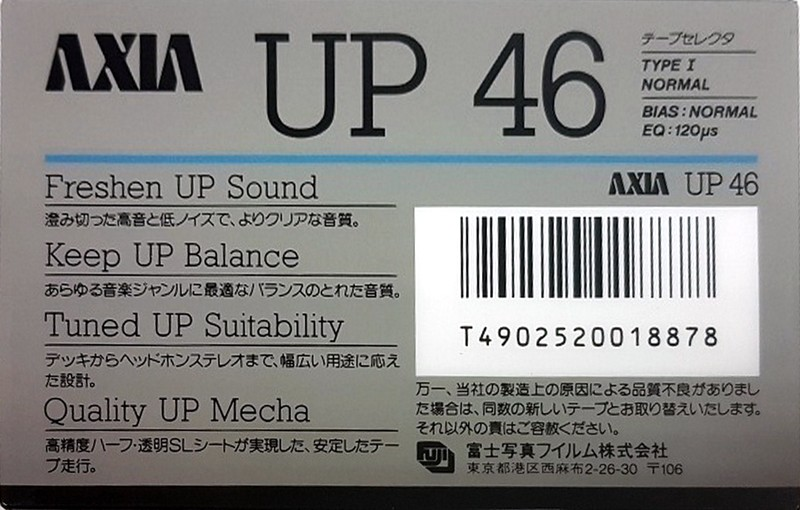 AXIA UP 46
テープセレクタ
TYPE I
NORMAL
BIAS:NORMAL
EQ:120μs
Freshen UP Sound
澄み切った高音と低ノイズで、よりクリアな音質。
Keep UP Balance
あらゆる音楽ジャンルに最適なバランスのとれた音質。
Tuned UP Suitability
デッキからヘッドホンステレオまで、幅広い用途に応え
た設計。
Quality UP Mecha
高精度ハーフ・透明SLシートが実現した、安定したテー
プ走行。
AXIA UP 46
T4902520018878
万一、当社の製造上の原因による品質不良がありまし
た場合は、同数の新しいテープとお取り替えいたします。
それ以外の責はご容赦ください。
FUJI 富士写真フイルム株式会社
東京都港区西麻布2-26-30 〒106